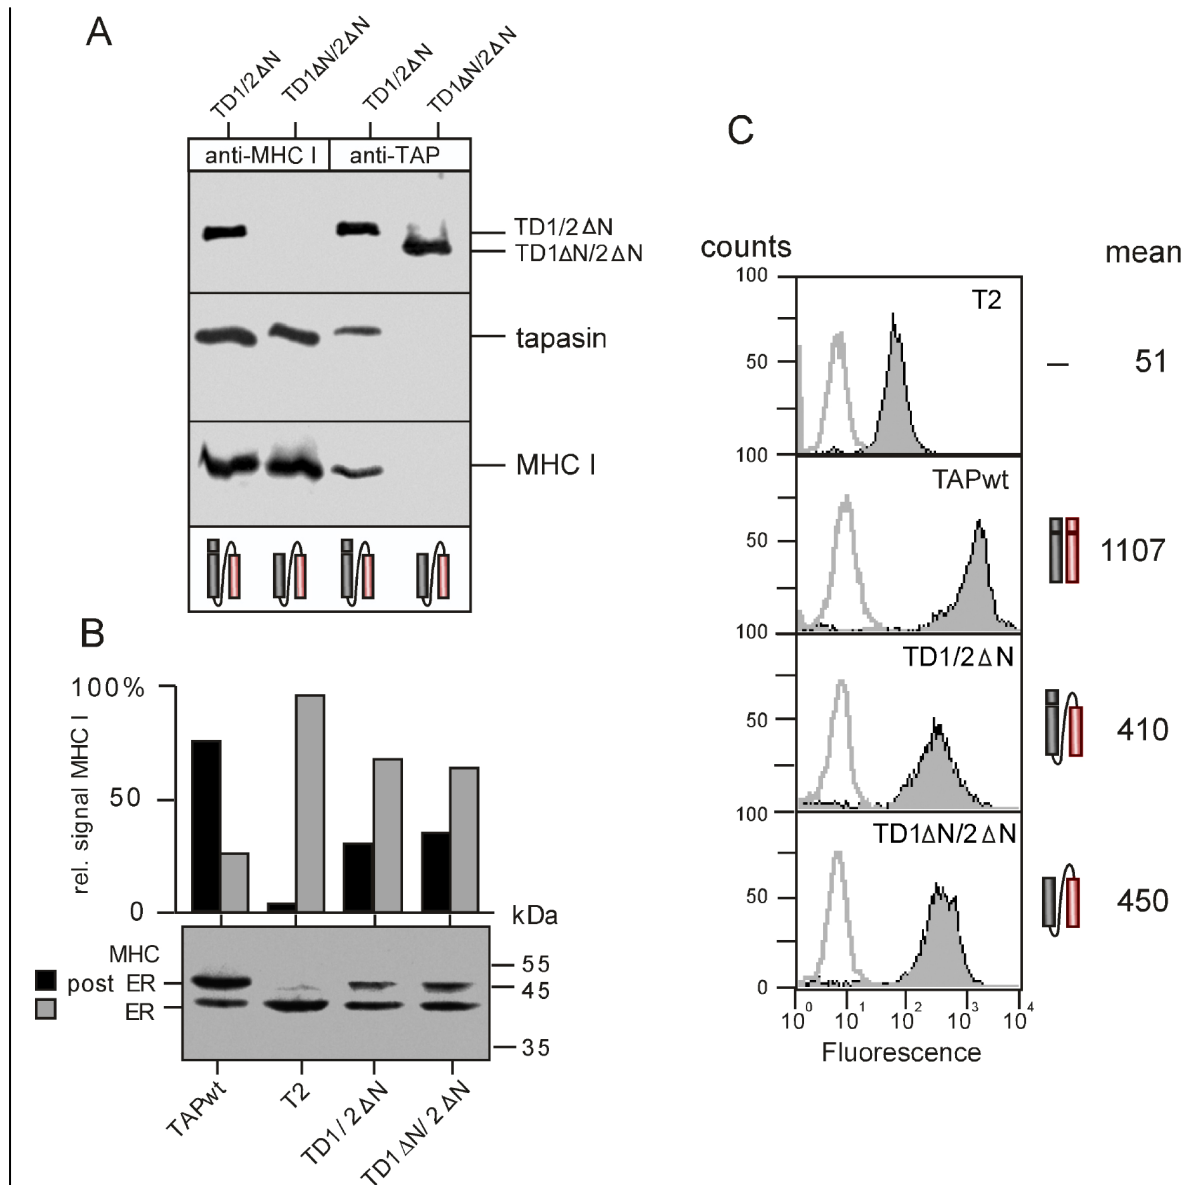 A
TD1/2ΔN
TD1ΔN/2ΔN
TD1/2ΔN
TD1ΔN/2ΔN
anti-MHC I
anti-TAP
TD1/2ΔN
TD1ΔN/2ΔN
tapasin
MHC I
B
100%
50
0
rel. signal MHC I
kDa
MHC
post ER
ER
55
45
35
TAPwt
T2
TD1/2ΔN
TD1ΔN/2ΔN
C
counts
mean
100
T2
50
51
100
TAPwt
50
1107
100
TD1/2ΔN
50
410
100
TD1ΔN/2ΔN
50
450
0
10⁰ 10¹ 10² 10³ 10⁴
Fluorescence